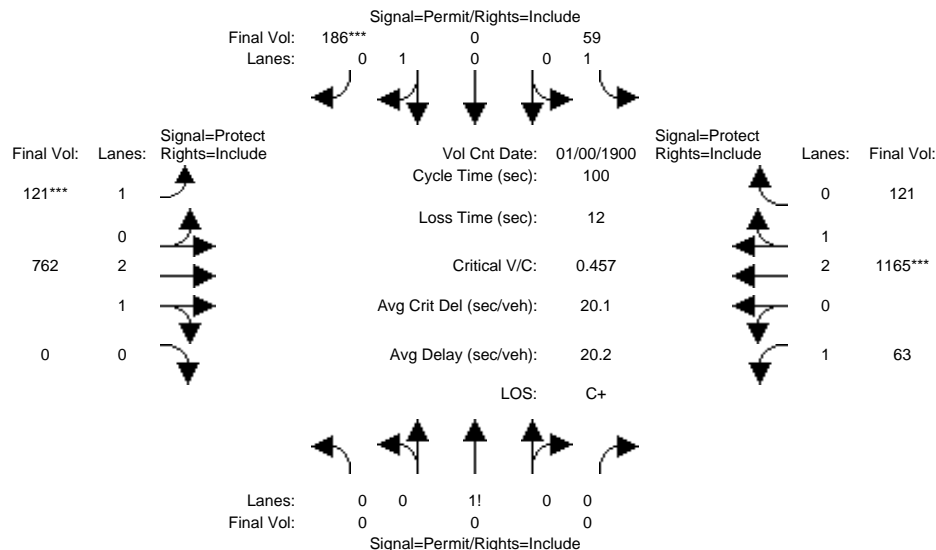 Signal=Permit/Rights=Include
Final Vol: 186*** 0 59
Lanes: 0 1 0 0 1
Signal=Protect Signal=Protect
Final Vol: Lanes: Rights=Include Vol Cnt Date: 01/00/1900 Rights=Include Lanes: Final Vol:
Cycle Time (sec): 100
121*** 1 0 121
Loss Time (sec): 12
0 1
762 2 Critical V/C: 0.457 2 1165***
1 Avg Crit Del (sec/veh): 20.1 0
0 0 Avg Delay (sec/veh): 20.2 1 63
LOS: C+
Lanes: 0 0 1! 0 0
Final Vol: 0 0 0
Signal=Permit/Rights=Include